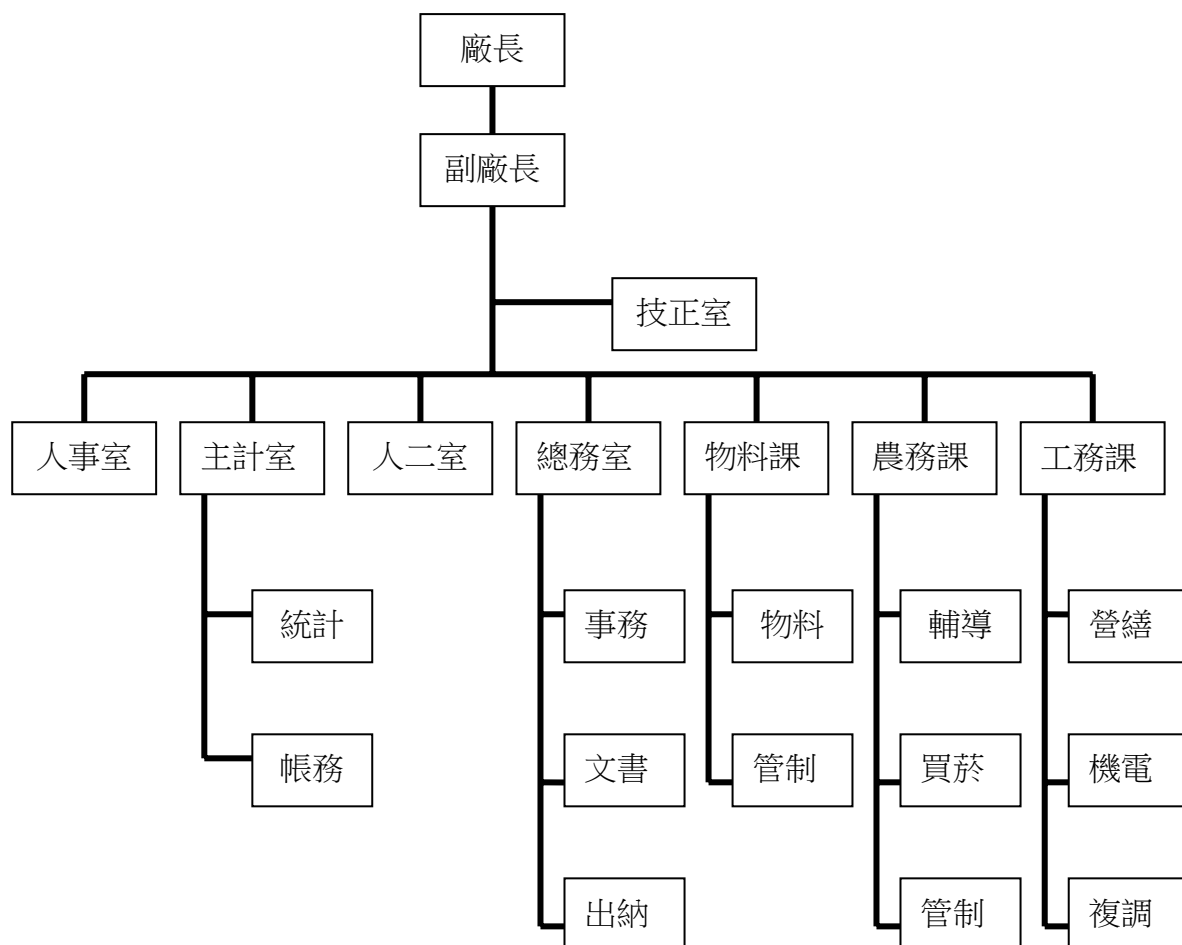 廠長
副廠長
技正室
人事室
主計室
人二室
總務室
物料課
農務課
工務課
統計
事務
物料
輔導
營繕
帳務
文書
管制
買菸
機電
出納
管制
複調